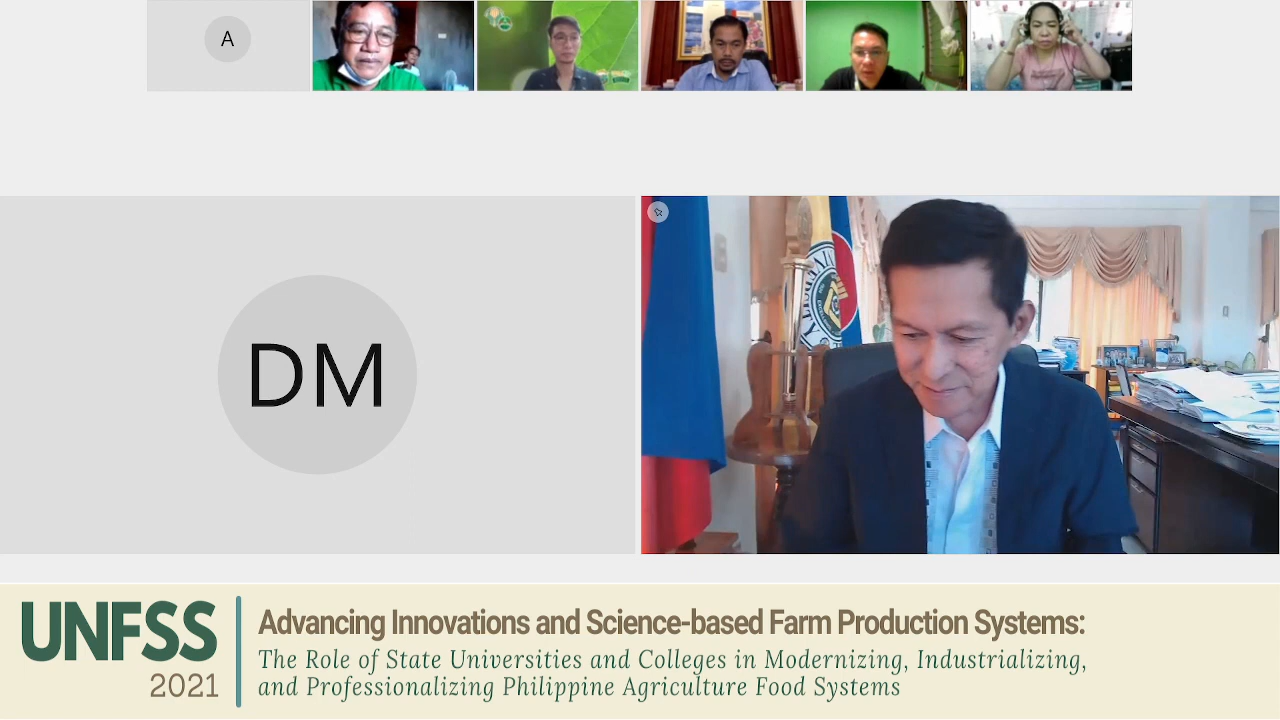 A
DM
UNFSS
2021
Advancing Innovations and Science-based Farm Production Systems:
The Role of State Universities and Colleges in Modernizing, Industrializing,
and Professionalizing Philippine Agriculture Food Systems